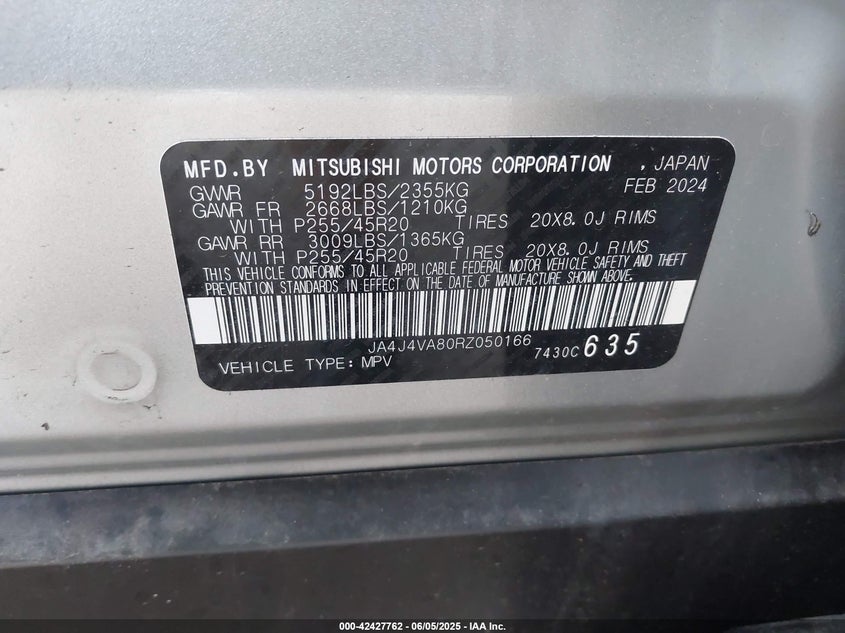 MFD.BY MITSUBISHI MOTORS CORPORATION , JAPAN
GVWR 5192LBS/2355KG FEB 2024
GAWR FR 2668LBS/1210KG
WITH P255/45R20 TIRES 20X8.0J RIMS
GAWR RR 3009LBS/1365KG
WITH P255/45R20 TIRES 20X8.0J RIMS
THIS VEHICLE CONFORMS TO ALL APPLICABLE FEDERAL MOTOR VEHICLE SAFETY AND THEFT
PREVENTION STANDARDS IN EFFECT ON THE DATE OF MANUFACTURE SHOWN ABOVE.
JA4J4VA80RZ050166
7430C 635
VEHICLE TYPE: MPV
000-42427762 - 06/05/2025 - IAA Inc.